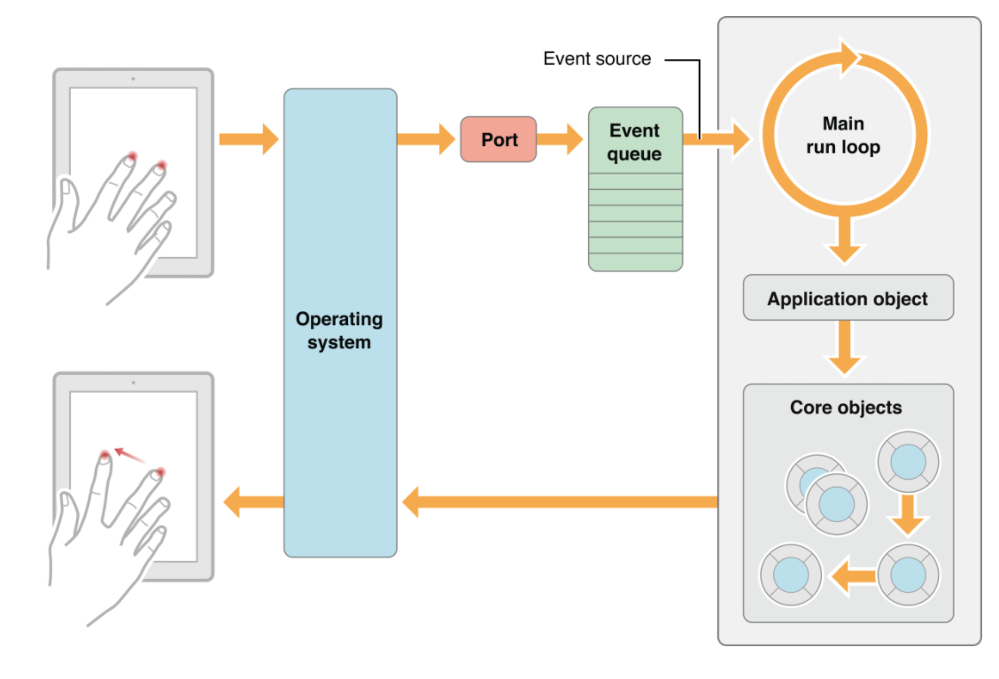 Event source
Main
run loop
Event
queue
Port
Application object
Operating
system
Core objects